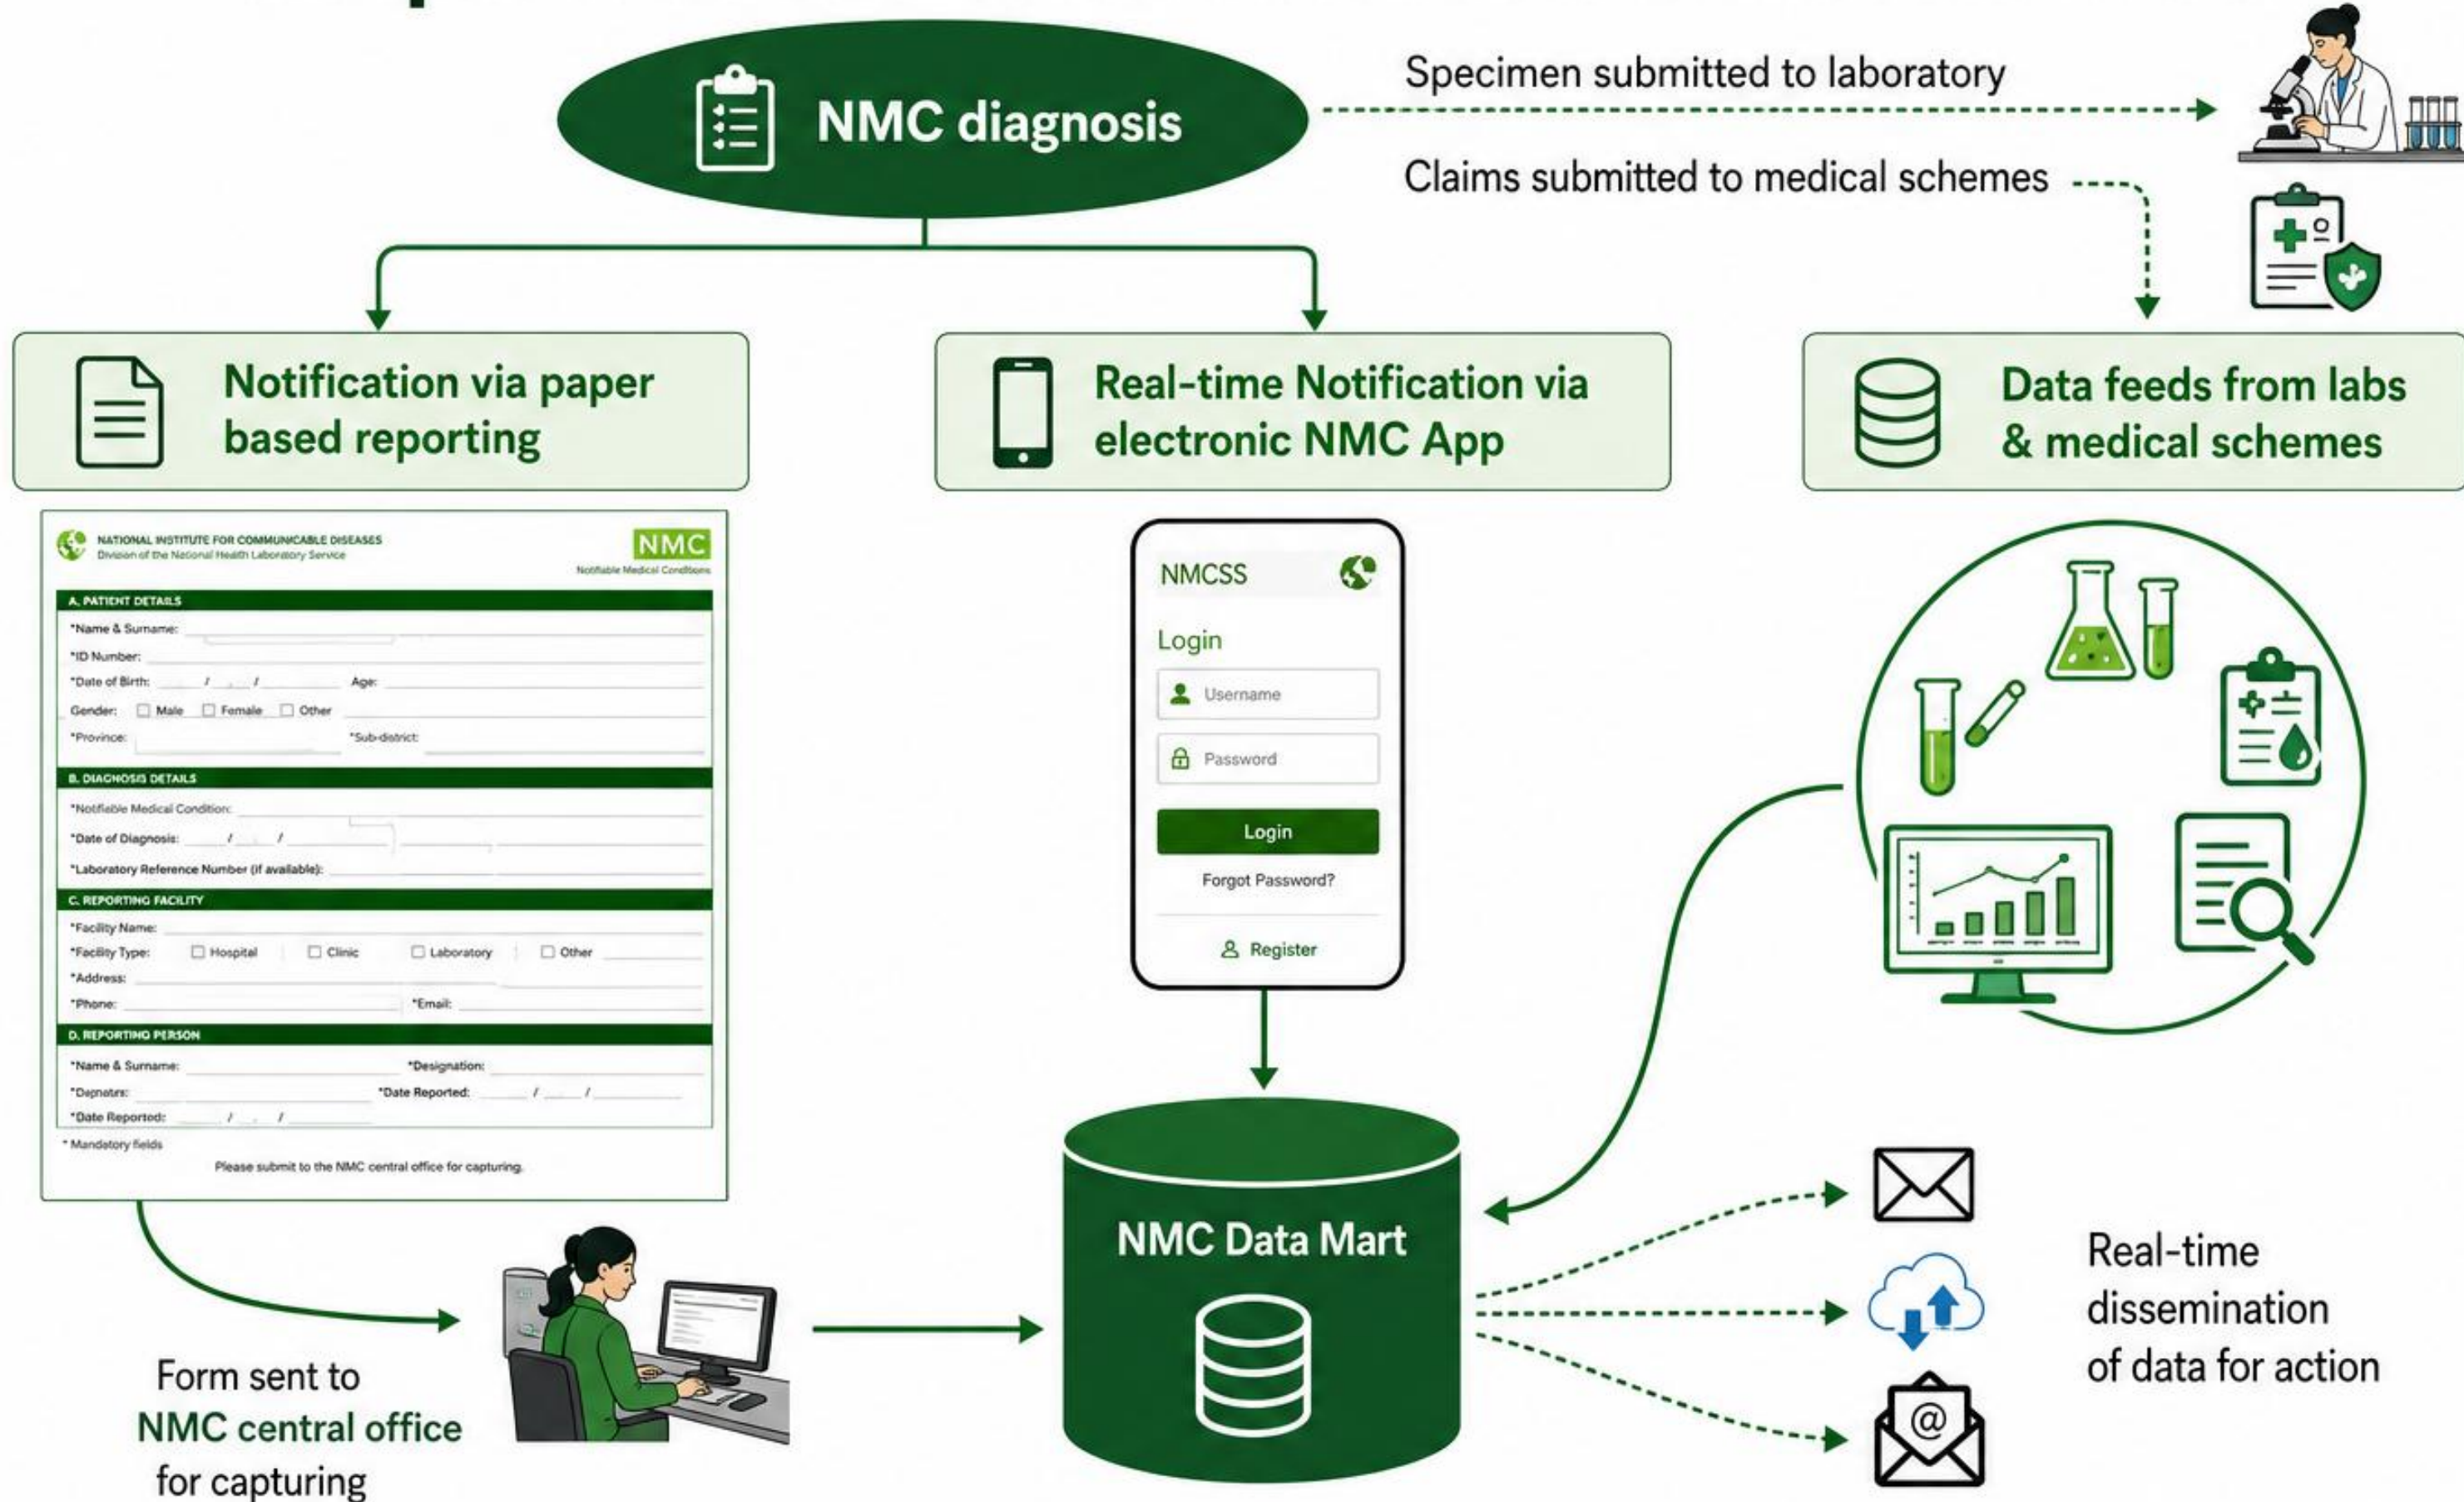 NMC diagnosis
Specimen submitted to laboratory
Claims submitted to medical schemes
Notification via paper
based reporting
Real-time Notification via
electronic NMC App
Data feeds from labs
& medical schemes
NATIONAL INSTITUTE FOR COMMUNICABLE DISEASES
Division of the National Health Laboratory Service
NMC
Notifiable Medical Conditions
A. PATIENT DETAILS
*Name & Surname:
*ID Number:
*Date of Birth: / / Age:
Gender: Male Female Other
*Province: *Sub-district:
B. DIAGNOSIS DETAILS
*Notifiable Medical Condition:
*Date of Diagnosis: / /
*Laboratory Reference Number (if available):
C. REPORTING FACILITY
*Facility Name:
*Facility Type: Hospital Clinic Laboratory Other
*Address:
*Phone: *Email:
D. REPORTING PERSON
*Name & Surname: *Designation:
*Date Reported: / /
*Date Reported: / /
* Mandatory fields
Please submit to the NMC central office for capturing.
NMCSS
Login
Username
Password
Login
Forgot Password?
Register
Form sent to
NMC central office
for capturing
NMC Data Mart
@
Real-time
dissemination
of data for action